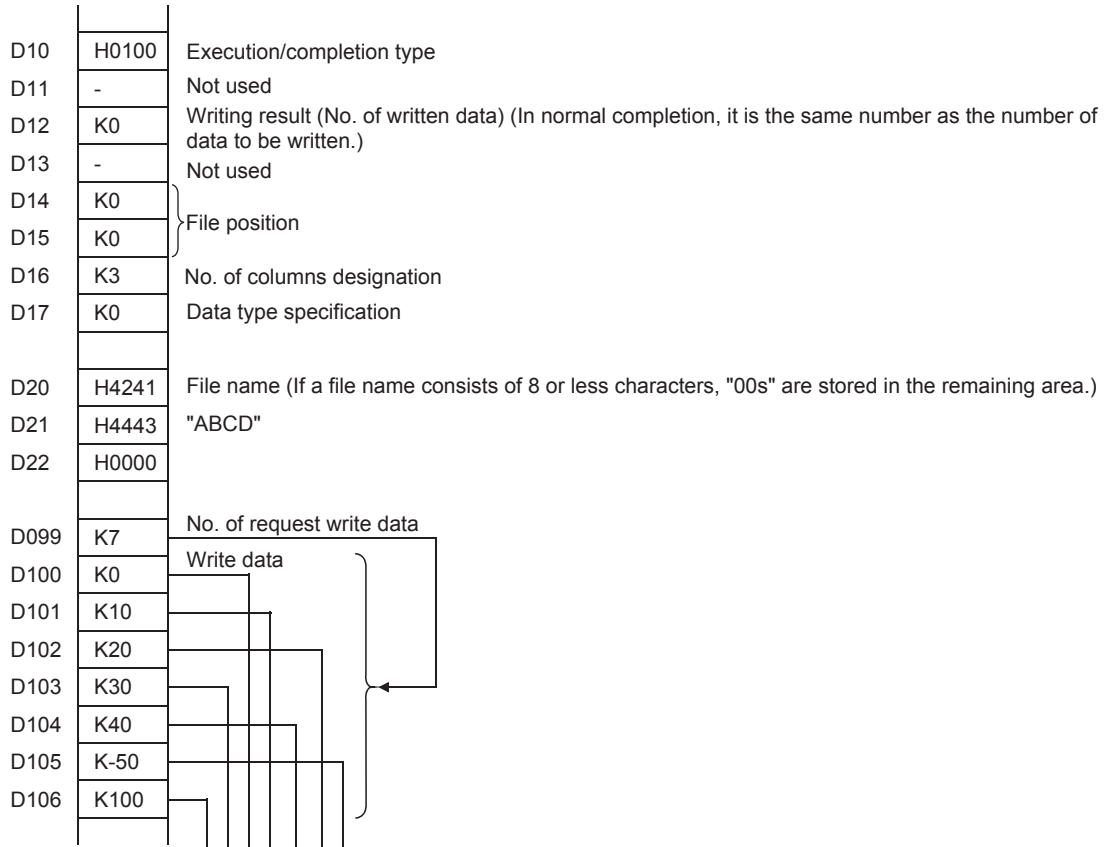 D10 H0100 Execution/completion type
D11 - Not used
D12 K0 Writing result (No. of written data) (In normal completion, it is the same number as the number of
data to be written.)
D13 - Not used
D14 K0
File position
D15 K0
D16 K3 No. of columns designation
D17 K0 Data type specification
D20 H4241 File name (If a file name consists of 8 or less characters, "00s" are stored in the remaining area.)
D21 H4443 "ABCD"
D22 H0000
D099 K7 No. of request write data
D100 K0 Write data
D101 K10
D102 K20
D103 K30
D104 K40
D105 K-50
D106 K100